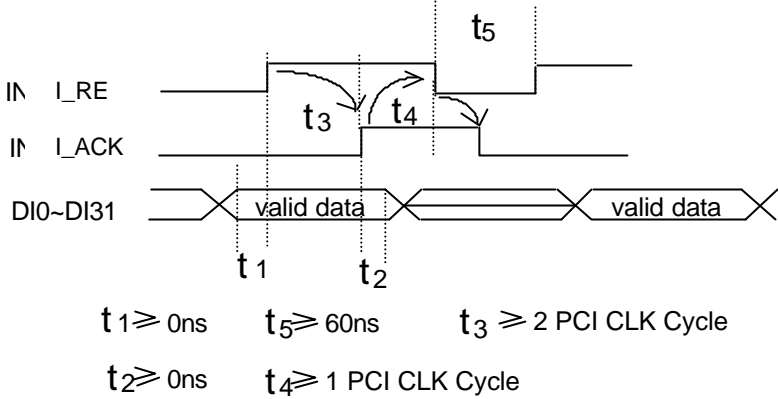 t5
I_RE
t3
t4
I_ACK
DI0~DI31 valid data valid data
t1 t2
t1 ≥ 0ns t5 ≥ 60ns t3 ≥ 2 PCI CLK Cycle
t2 ≥ 0ns t4 ≥ 1 PCI CLK Cycle